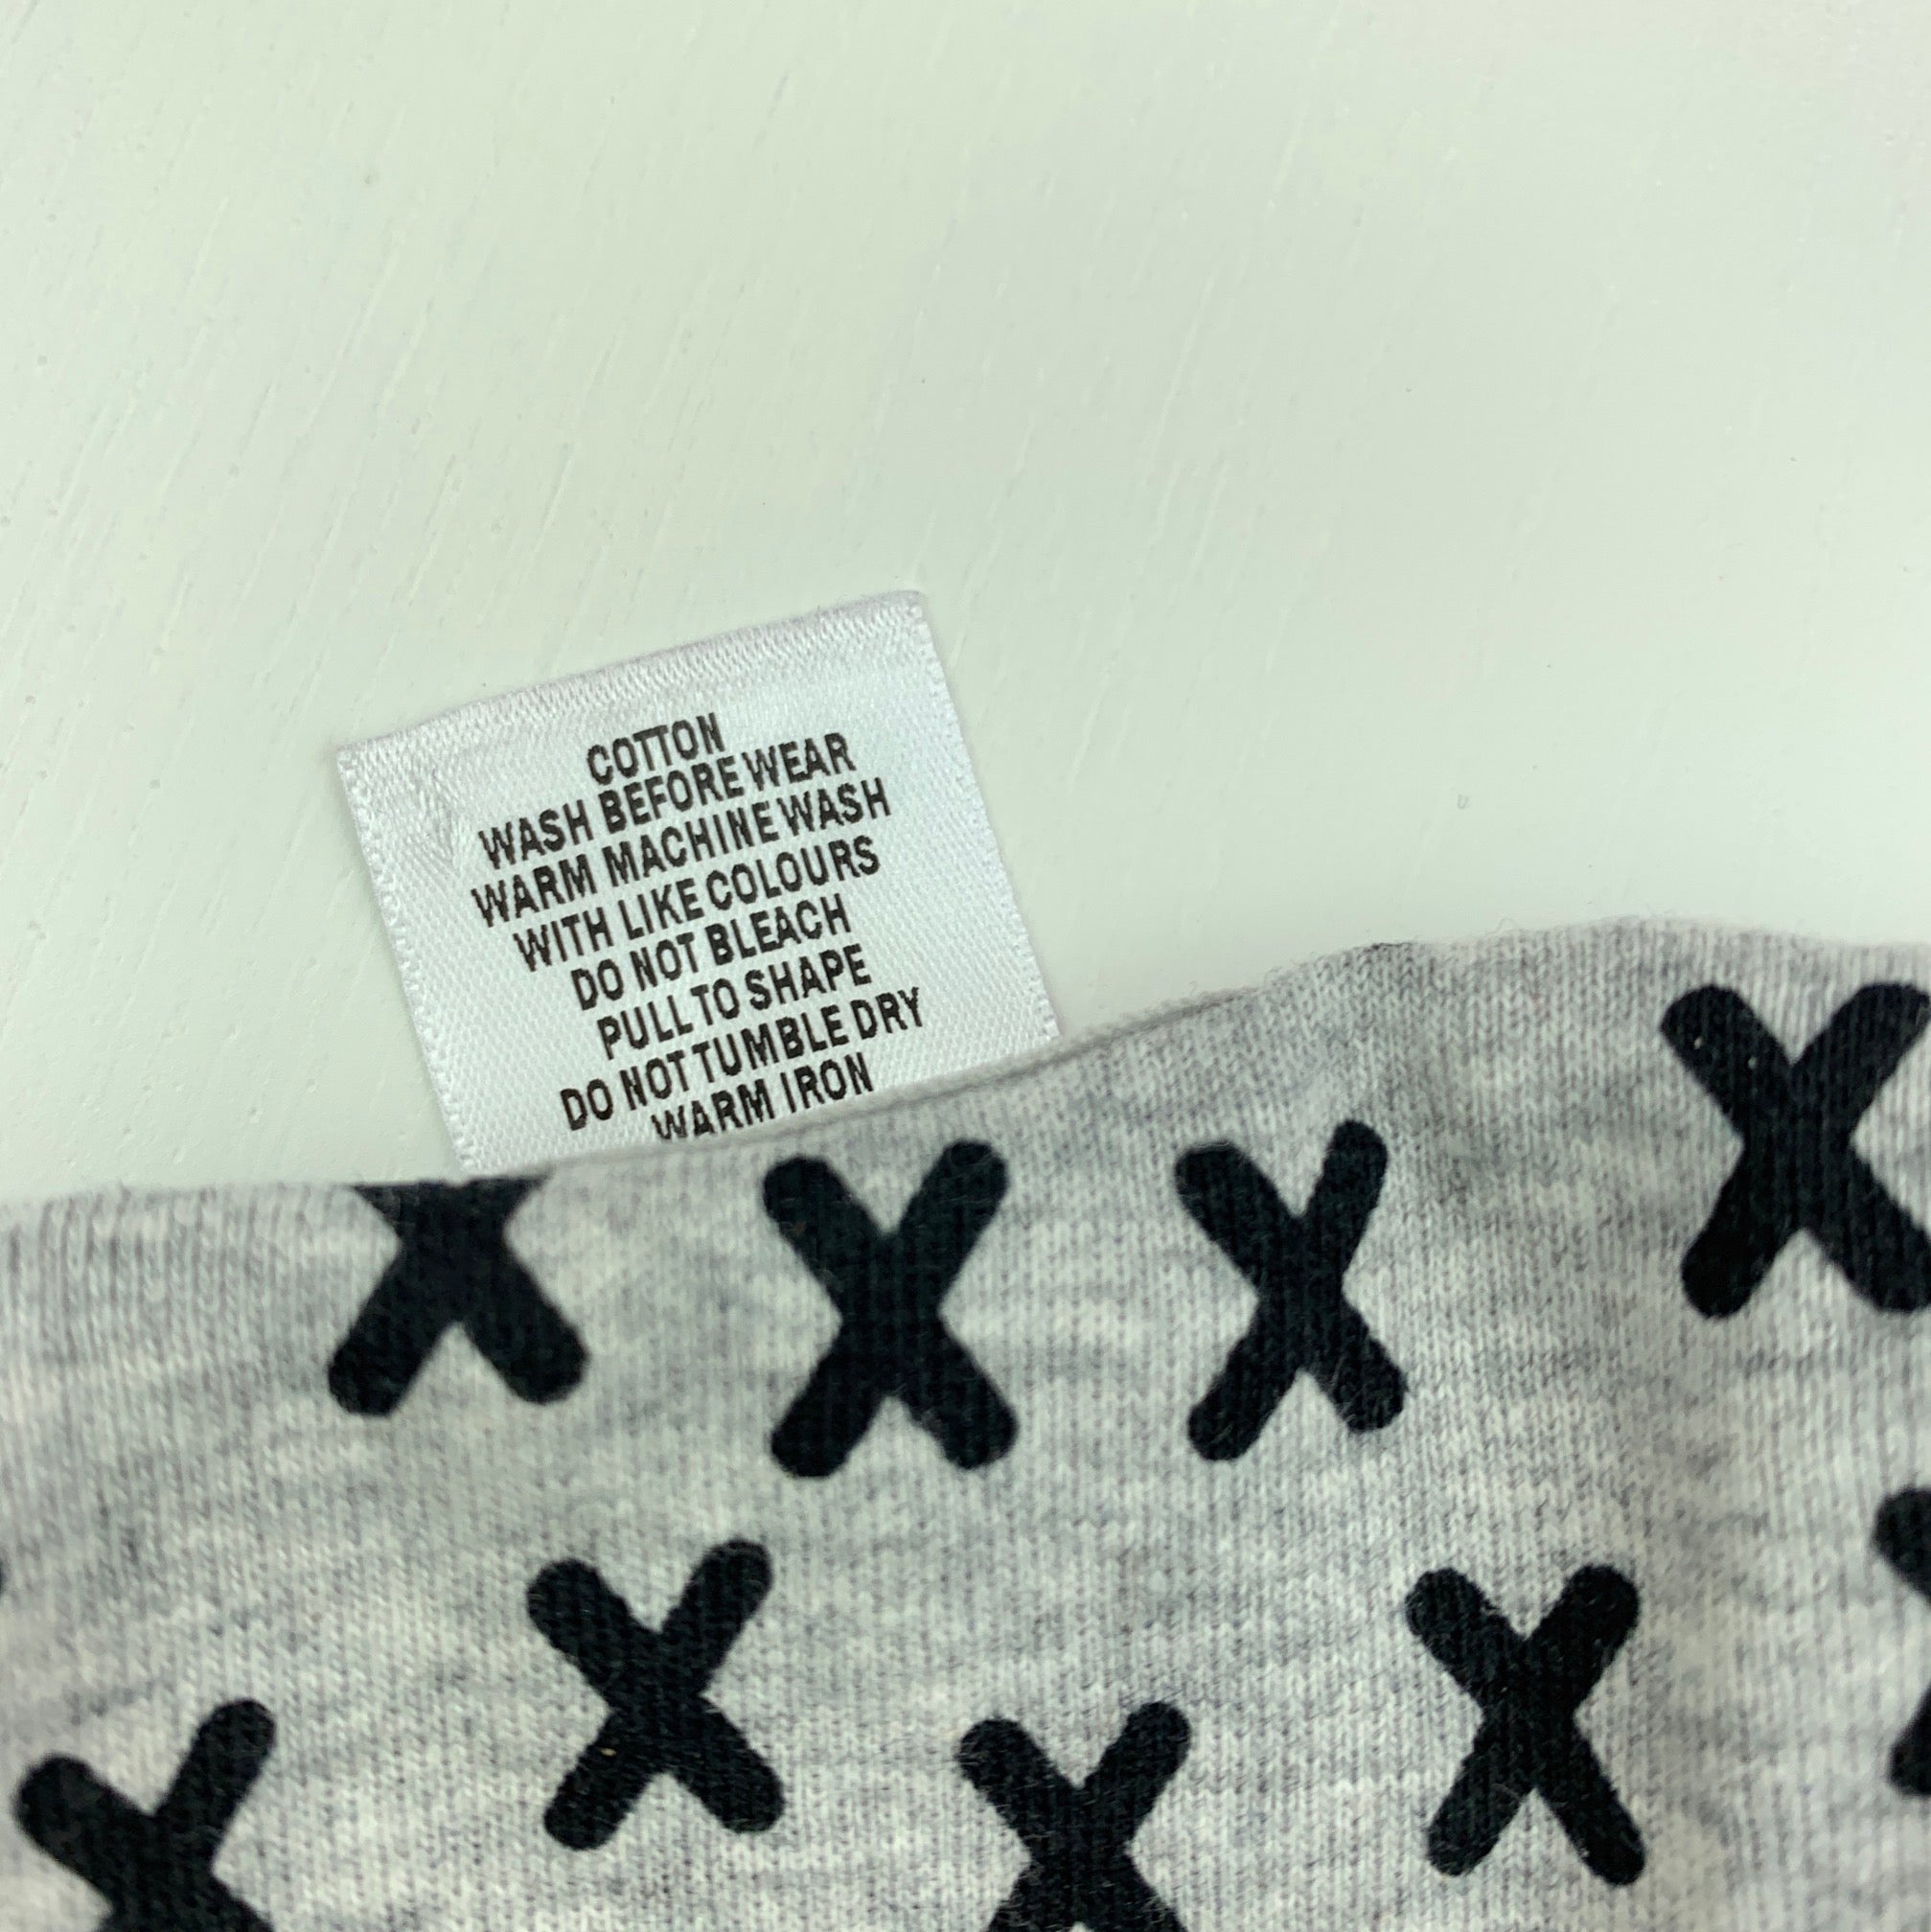 COTTON
WASH BEFORE WEAR
WARM MACHINE WASH
WITH LIKE COLOURS
DO NOT BLEACH
PULL TO SHAPE
DO NOT TUMBLE DRY
WARM IRON